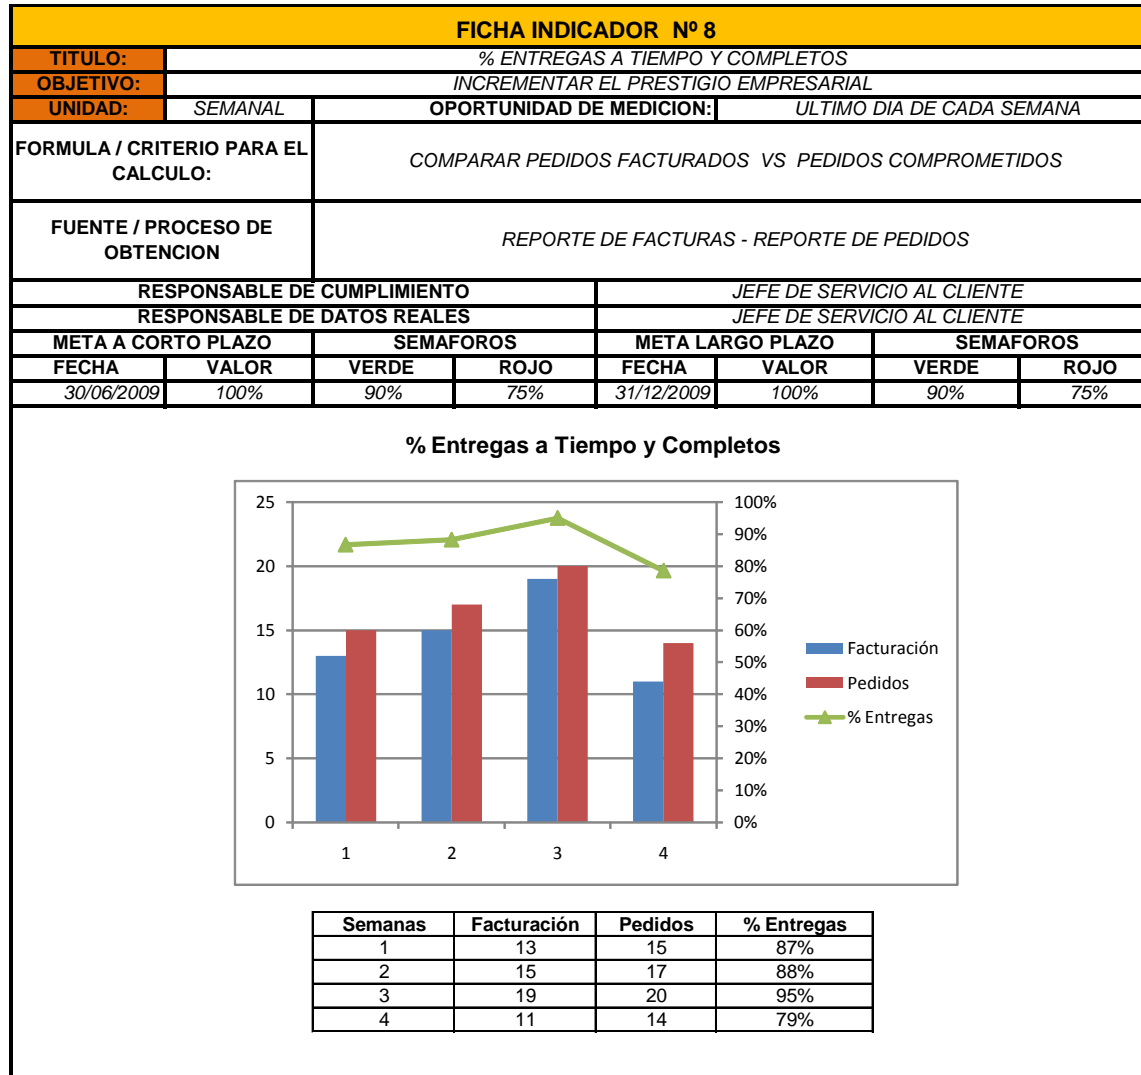 FICHA INDICADOR Nº 8
TITULO: % ENTREGAS A TIEMPO Y COMPLETOS
OBJETIVO: INCREMENTAR EL PRESTIGIO EMPRESARIAL
UNIDAD: SEMANAL OPORTUNIDAD DE MEDICION: ULTIMO DIA DE CADA SEMANA
FORMULA / CRITERIO PARA EL
CALCULO:
COMPARAR PEDIDOS FACTURADOS VS PEDIDOS COMPROMETIDOS
FUENTE / PROCESO DE
OBTENCION
REPORTE DE FACTURAS - REPORTE DE PEDIDOS
RESPONSABLE DE CUMPLIMIENTO JEFE DE SERVICIO AL CLIENTE
RESPONSABLE DE DATOS REALES JEFE DE SERVICIO AL CLIENTE
META A CORTO PLAZO SEMAFOROS META LARGO PLAZO SEMAFOROS
FECHA VALOR VERDE ROJO FECHA VALOR VERDE ROJO
30/06/2009 100% 90% 75% 31/12/2009 100% 90% 75%
% Entregas a Tiempo y Completos
25
20
15
10
5
0
100%
90%
80%
70%
60%
50%
40%
30%
20%
10%
0%
1 2 3 4
Facturación
Pedidos
% Entregas
Semanas Facturación Pedidos % Entregas
1 13 15 87%
2 15 17 88%
3 19 20 95%
4 11 14 79%